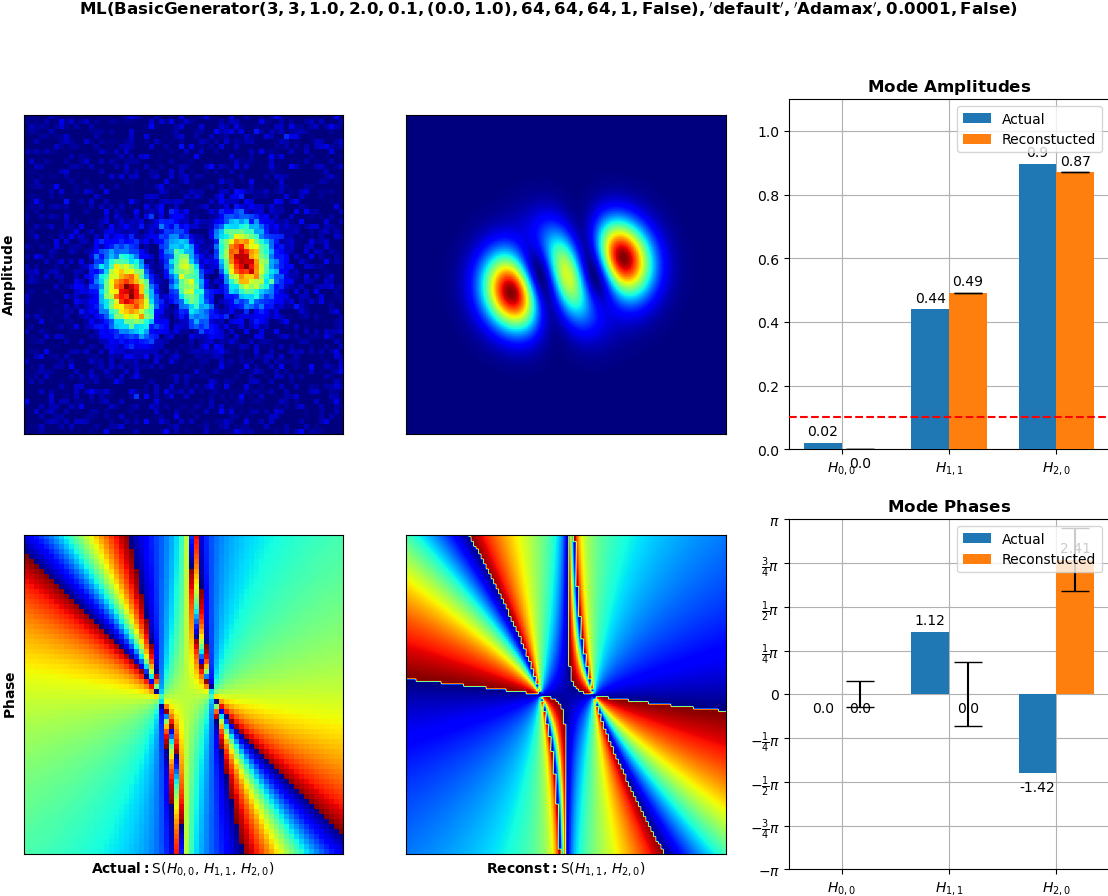 ML(BasicGenerator(3, 3, 1.0, 2.0, 0.1, (0.0, 1.0), 64, 64, 64, 1, False), 'default', 'Adamax', 0.0001, False)
Amplitude
Mode Amplitudes
Actual
Reconstucted
1.0
0.8
0.6
0.4
0.2
0.0
0.02
0.0
0.44
0.49
0.9
0.87
H₀,₀
H₁,₁
H₂,₀
Phase
Actual: S(H₀,₀, H₁,₁, H₂,₀)
Reconst: S(H₁,₁, H₂,₀)
Mode Phases
Actual
Reconstucted
π
¾π
½π
¼π
0
−¼π
−½π
−¾π
−π
0.0
0.0
1.12
0.0
-1.42
2.41
H₀,₀
H₁,₁
H₂,₀